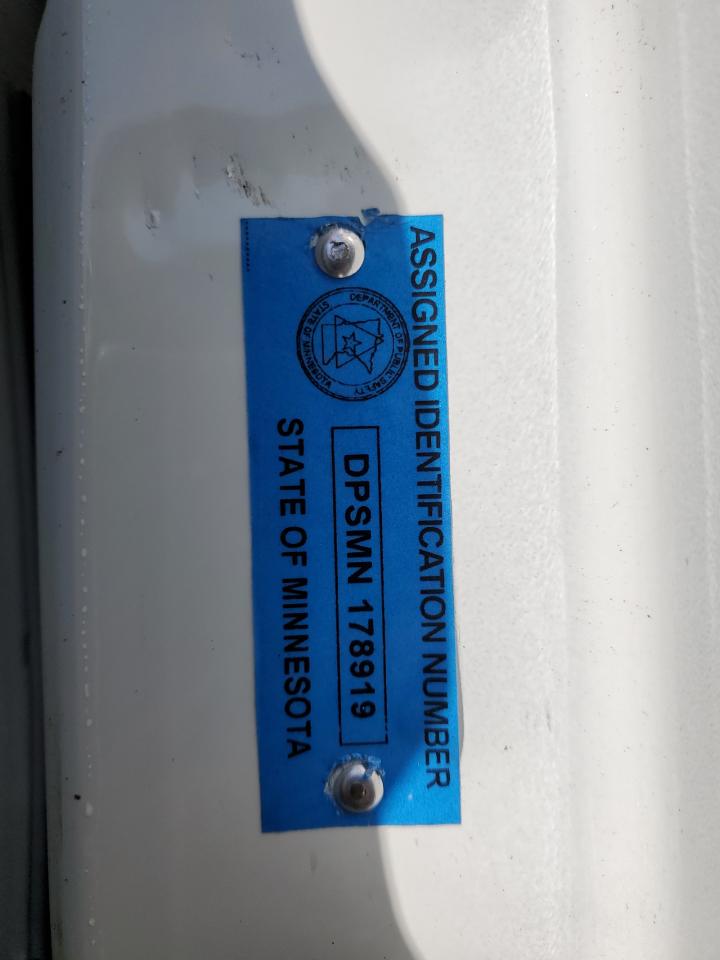 ASSIGNED IDENTIFICATION NUMBER
DEPARTMENT OF PUBLIC SAFETY
STATE OF MINNESOTA
DPSMN 178919
STATE OF MINNESOTA